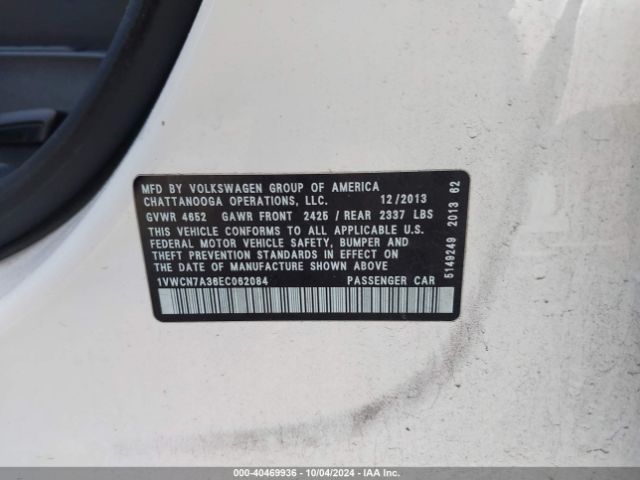 MFD BY VOLKSWAGEN GROUP OF AMERICA
CHATTANOOGA OPERATIONS, LLC. 12/2013
GVWR 4652 GAWR FRONT 2425 / REAR 2337 LBS
THIS VEHICLE CONFORMS TO ALL APPLICABLE U.S.
FEDERAL MOTOR VEHICLE SAFETY, BUMPER AND
THEFT PREVENTION STANDARDS IN EFFECT ON
THE DATE OF MANUFACTURE SHOWN ABOVE
1VWCN7A36EC062084 PASSENGER CAR
5149249 2013 62
000-40469936 - 10/04/2024 - IAA Inc.